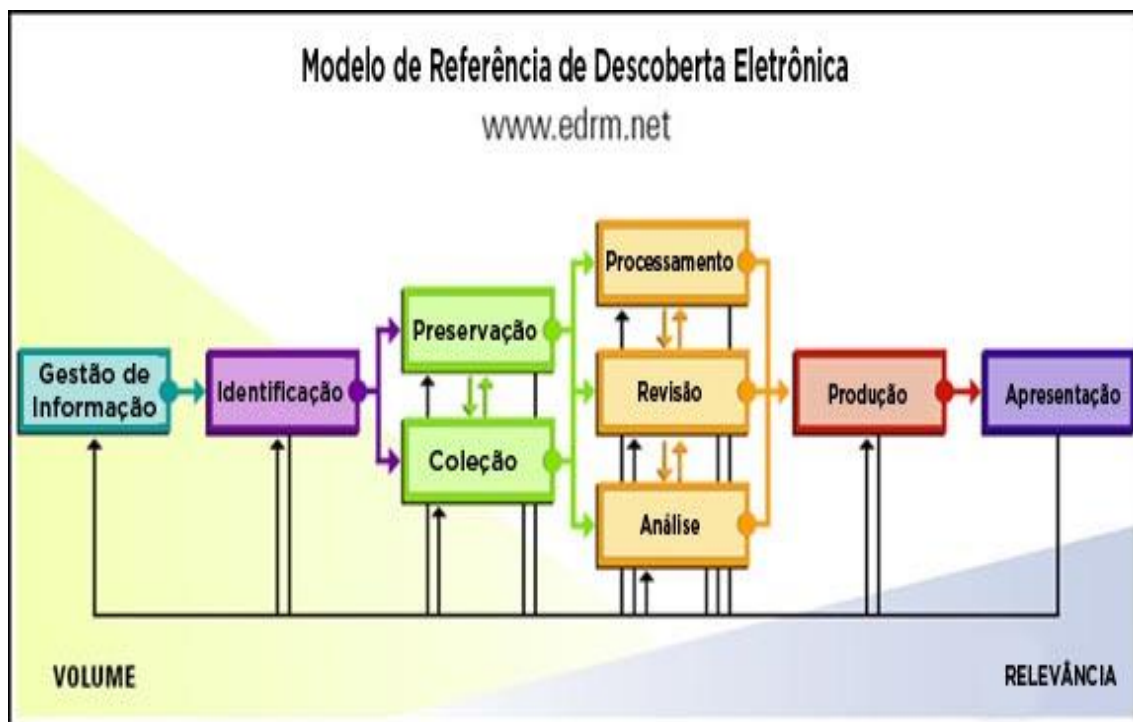 Modelo de Referência de Descoberta Eletrônica
www.edrm.net
Gestão de
Informação
Identificação
Preservação
Coleção
Processamento
Revisão
Análise
Produção
Apresentação
VOLUME
RELEVÂNCIA